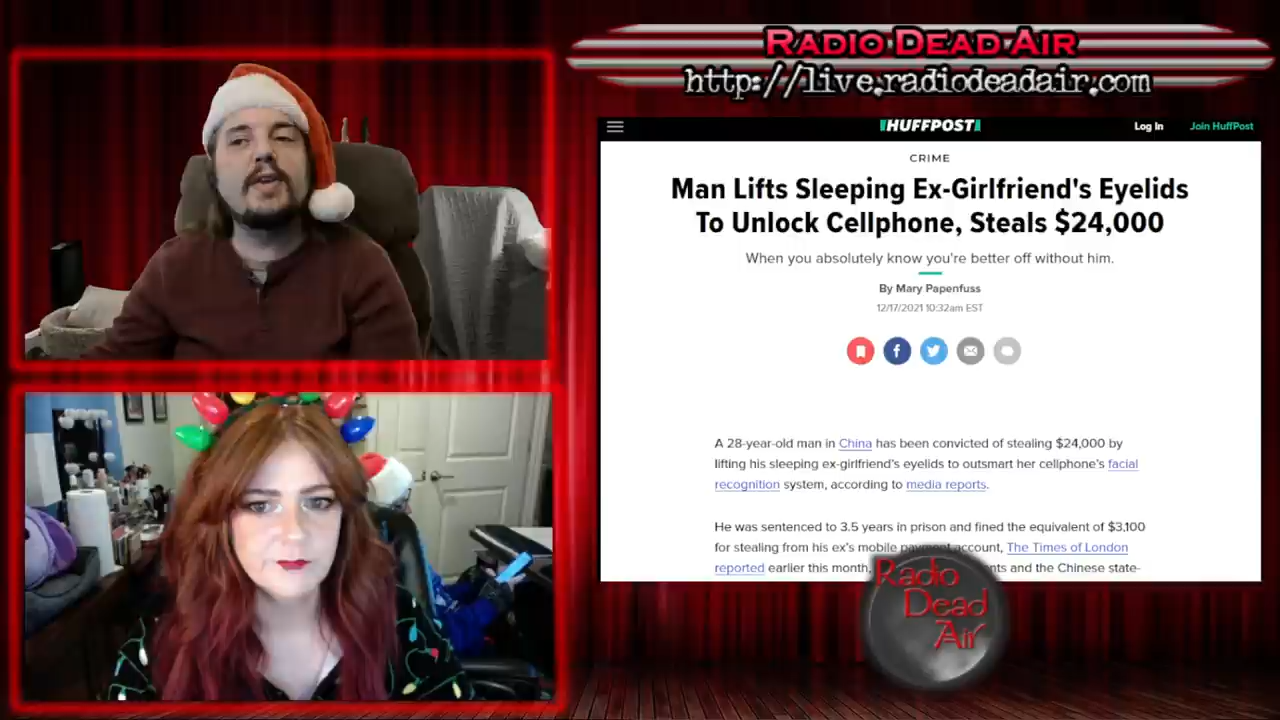 RADIO DEAD AIR
http://live.radiodeadair.com
HUFFPOST
Log In
Join HuffPost
CRIME
Man Lifts Sleeping Ex-Girlfriend's Eyelids
To Unlock Cellphone, Steals $24,000
When you absolutely know you're better off without him.
By Mary Papenfuss
12/17/2021 10:32am EST
A 28-year-old man in China has been convicted of stealing $24,000 by
lifting his sleeping ex-girlfriend's eyelids to outsmart her cellphone's facial
recognition system, according to media reports.
He was sentenced to 3.5 years in prison and fined the equivalent of $3,100
for stealing from his ex's mobile payment account, The Times of London
reported earlier this month, and the Chinese state-
Radio
Dead
Air